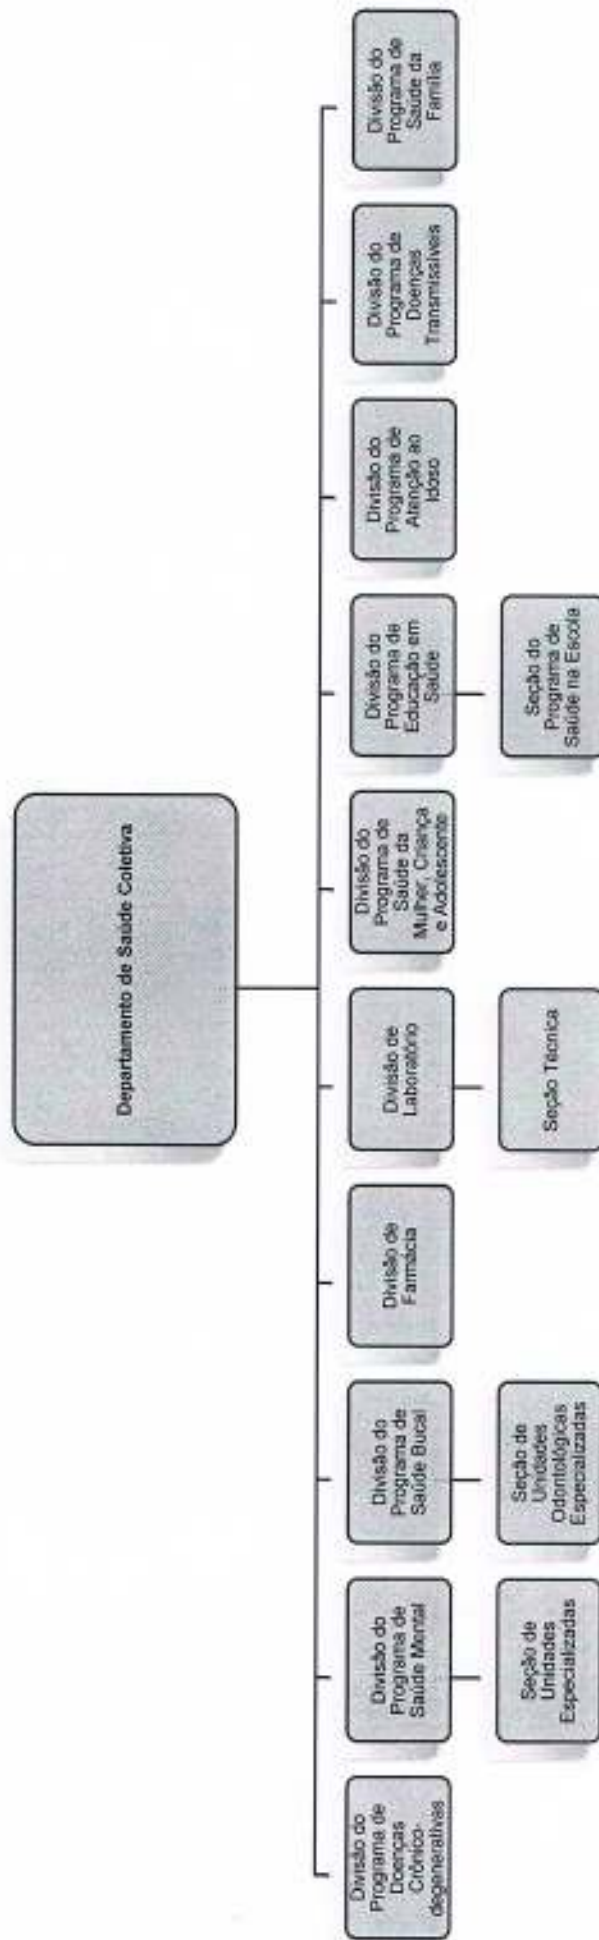 Departamento de Saúde Coletiva
Divisão do
Programa de
Doenças
Crônico-
degenerativas
Divisão do
Programa de
Saúde Mental
Divisão do
Programa de
Saúde Bucal
Divisão de
Farmácia
Divisão de
Laboratório
Divisão do
Programa de
Saúde da
Mulher, Criança
e Adolescente
Divisão do
Programa de
Educação em
Saúde
Divisão do
Programa de
Atenção ao
Idoso
Divisão do
Programa de
Doenças
Transmissíveis
Divisão do
Programa de
Saúde da
Família
Seção de
Unidades
Especializadas
Seção de
Unidades
Odontológicas
Especializadas
Seção Técnica
Seção do
Programa de
Saúde na Escola